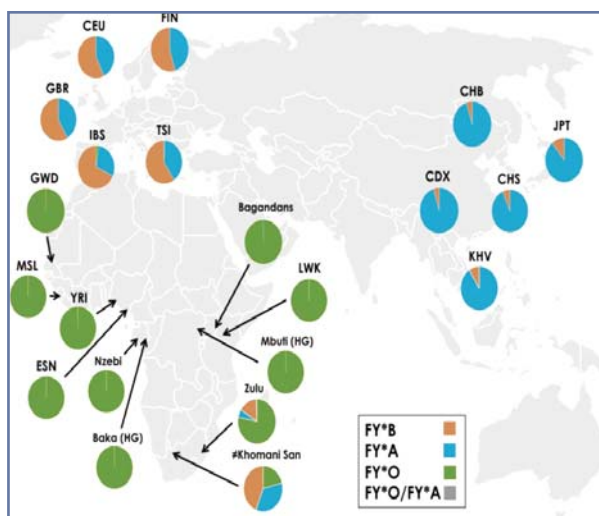 FIN
CEU
GBR
IBS
TSI
CHB
JPT
CDX
CHS
KHV
GWD
Bagandans
MSL
YRI
LWK
ESN
Nzebi
Mbuti (HG)
Zulu
Baka (HG)
≠Khomani San
FY*B
FY*A
FY*O
FY*O/FY*A